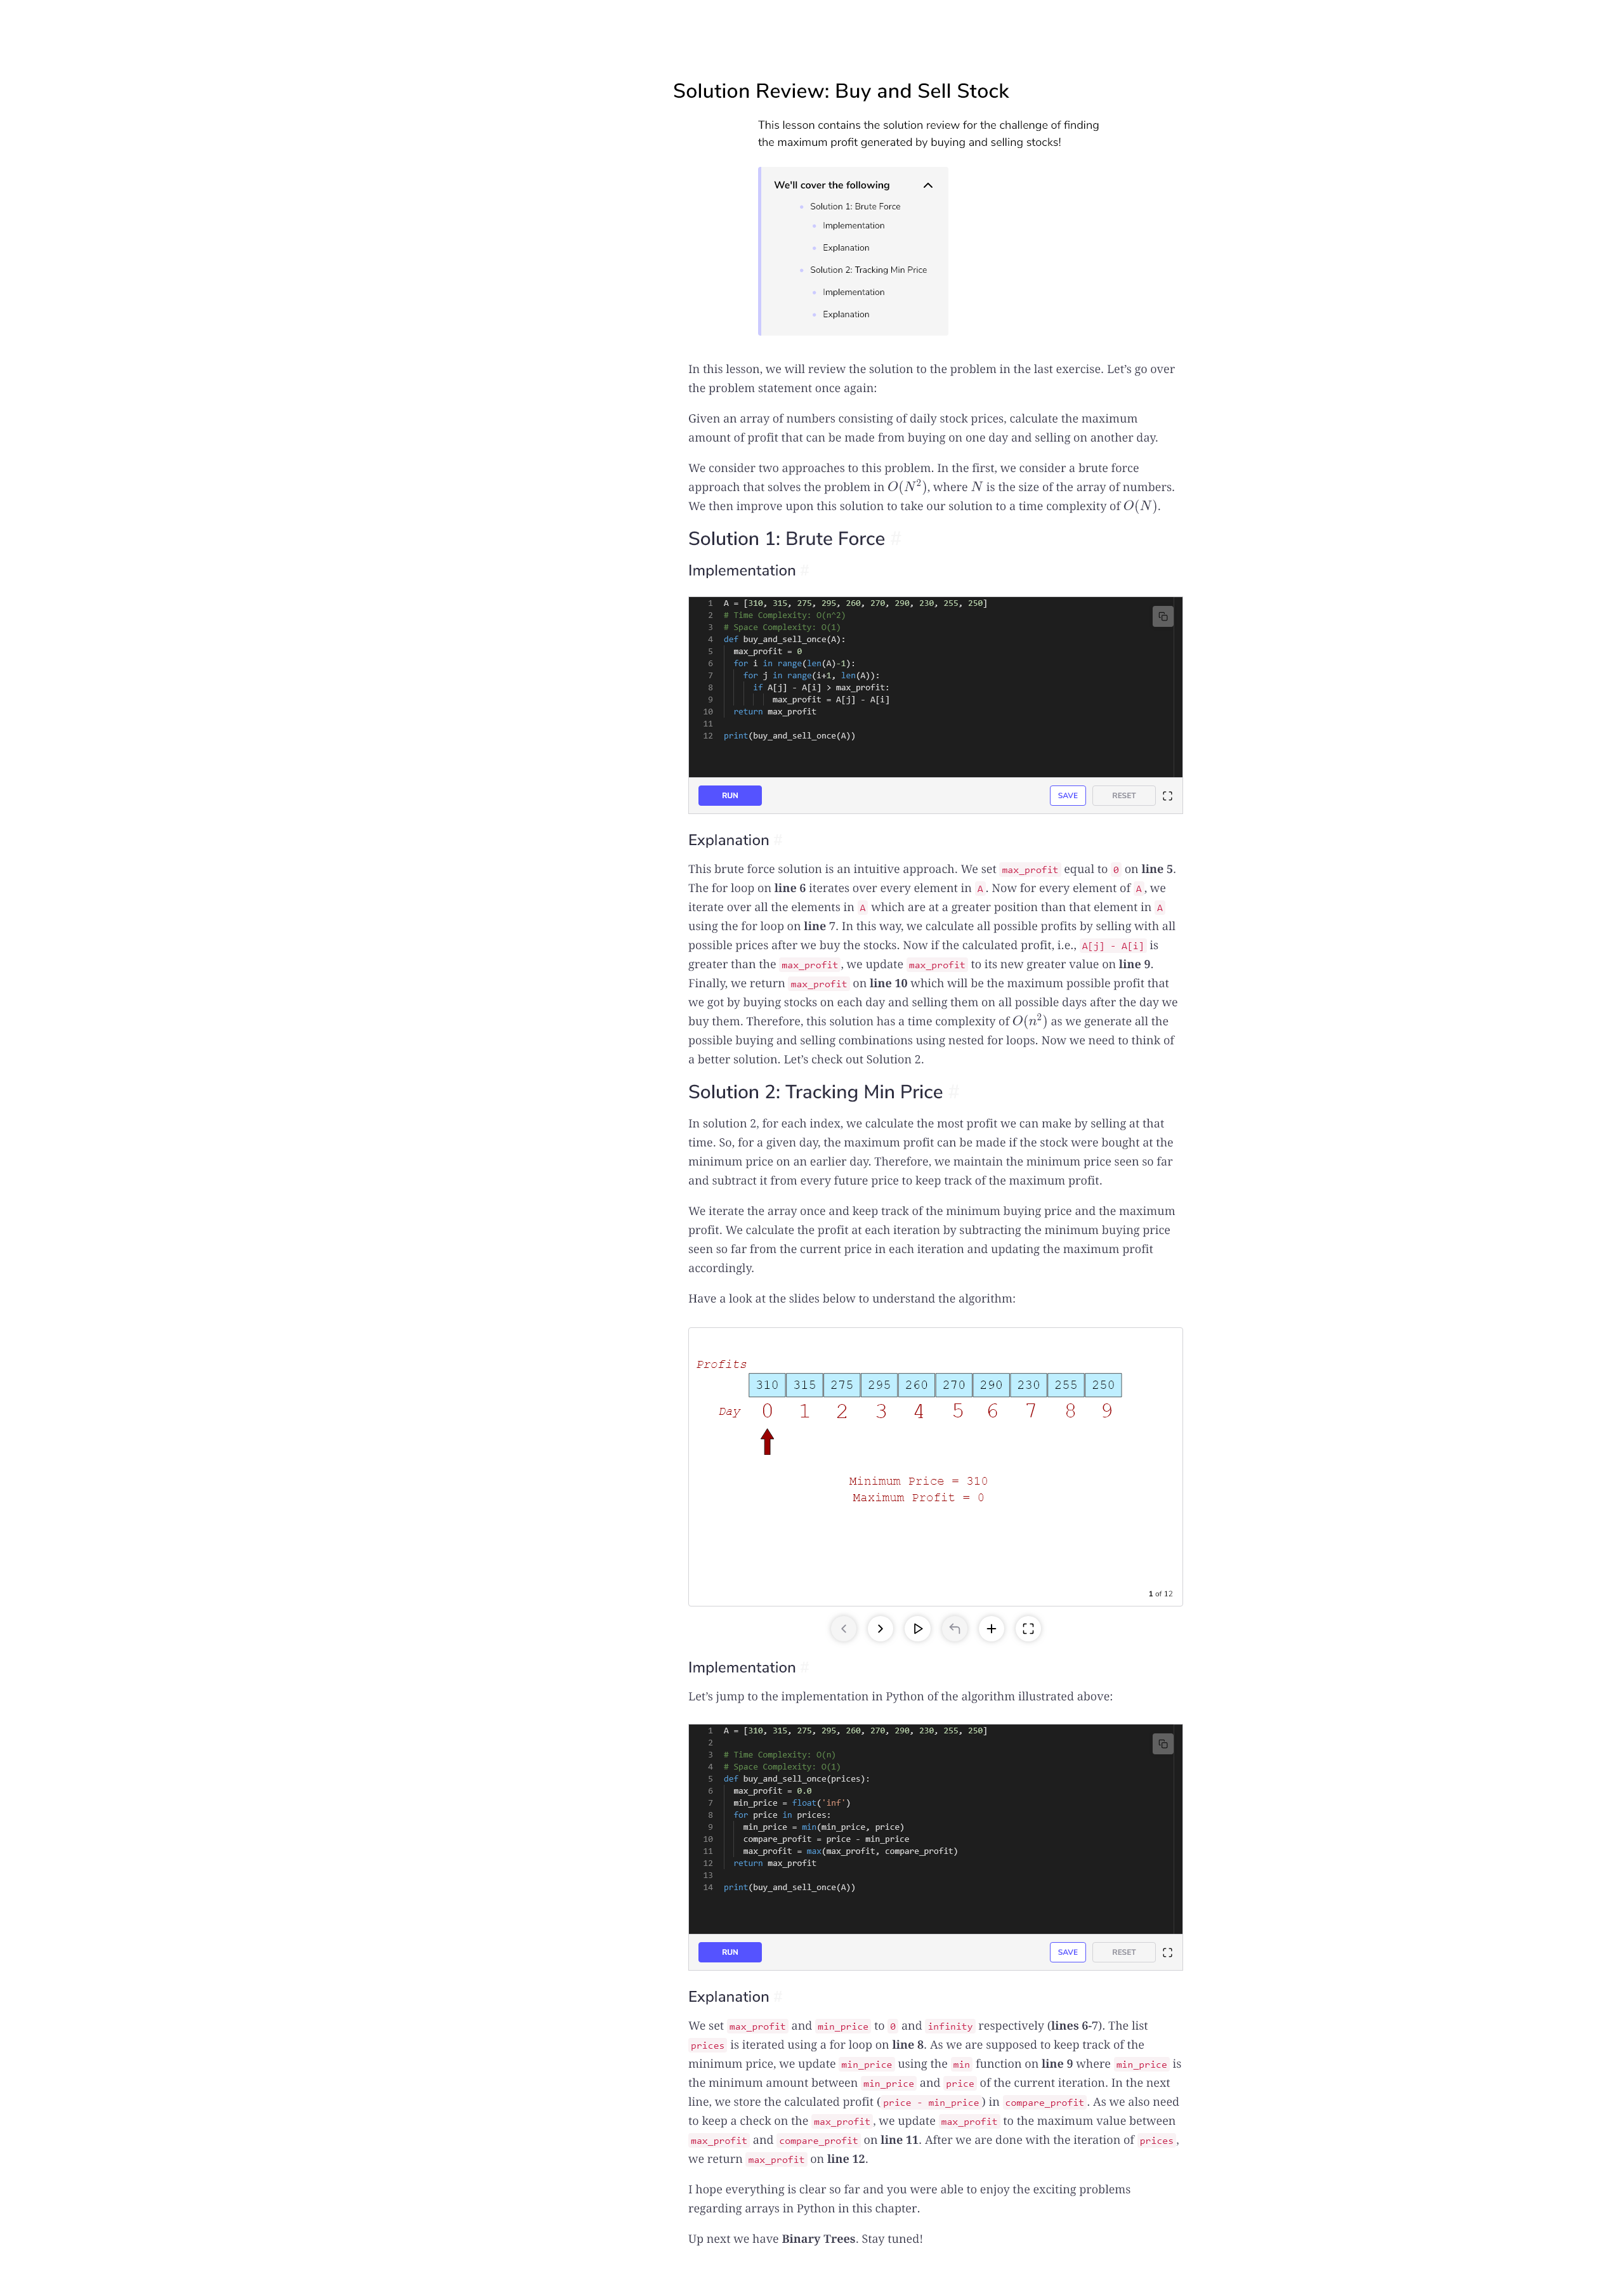 Solution Review: Buy and Sell Stock
This lesson contains the solution review for the challenge of finding
the maximum profit generated by buying and selling stocks!
We'll cover the following
Solution 1: Brute Force
Implementation
Explanation
Solution 2: Tracking Min Price
Implementation
Explanation
In this lesson, we will review the solution to the problem in the last exercise. Let’s go over
the problem statement once again:
Given an array of numbers consisting of daily stock prices, calculate the maximum
amount of profit that can be made from buying on one day and selling on another day.
We consider two approaches to this problem. In the first, we consider a brute force
approach that solves the problem in O(N²), where N is the size of the array of numbers.
We then improve upon this solution to take our solution to a time complexity of O(N).
Solution 1: Brute Force #
Implementation #
1 A = [310, 315, 275, 295, 260, 270, 290, 230, 255, 250]
2 # Time Complexity: O(n^2)
3 # Space Complexity: O(1)
4 def buy_and_sell_once(A):
5 max_profit = 0
6 for i in range(len(A)-1):
7 for j in range(i+1, len(A)):
8 if A[j] - A[i] > max_profit:
9 max_profit = A[j] - A[i]
10 return max_profit
11
12 print(buy_and_sell_once(A))
RUN SAVE RESET
Explanation #
This brute force solution is an intuitive approach. We set max_profit equal to 0 on line 5.
The for loop on line 6 iterates over every element in A. Now for every element of A, we
iterate over all the elements in A which are at a greater position than that element in A
using the for loop on line 7. In this way, we calculate all possible profits by selling with all
possible prices after we buy the stocks. Now if the calculated profit, i.e., A[j] - A[i] is
greater than the max_profit, we update max_profit to its new greater value on line 9.
Finally, we return max_profit on line 10 which will be the maximum possible profit that
we got by buying stocks on each day and selling them on all possible days after the day we
buy them. Therefore, this solution has a time complexity of O(n²) as we generate all the
possible buying and selling combinations using nested for loops. Now we need to think of
a better solution. Let’s check out Solution 2.
Solution 2: Tracking Min Price #
In solution 2, for each index, we calculate the most profit we can make by selling at that
time. So, for a given day, the maximum profit can be made if the stock were bought at the
minimum price on an earlier day. Therefore, we maintain the minimum price seen so far
and subtract it from every future price to keep track of the maximum profit.
We iterate the array once and keep track of the minimum buying price and the maximum
profit. We calculate the profit at each iteration by subtracting the minimum buying price
seen so far from the current price in each iteration and updating the maximum profit
accordingly.
Have a look at the slides below to understand the algorithm:
Profits
310 315 275 295 260 270 290 230 255 250
Day 0 1 2 3 4 5 6 7 8 9
Minimum Price = 310
Maximum Profit = 0
1 of 12
Implementation #
Let’s jump to the implementation in Python of the algorithm illustrated above:
1 A = [310, 315, 275, 295, 260, 270, 290, 230, 255, 250]
2
3 # Time Complexity: O(n)
4 # Space Complexity: O(1)
5 def buy_and_sell_once(prices):
6 max_profit = 0.0
7 min_price = float('inf')
8 for price in prices:
9 min_price = min(min_price, price)
10 compare_profit = price - min_price
11 max_profit = max(max_profit, compare_profit)
12 return max_profit
13
14 print(buy_and_sell_once(A))
RUN SAVE RESET
Explanation #
We set max_profit and min_price to 0 and infinity respectively (lines 6-7). The list
prices is iterated using a for loop on line 8. As we are supposed to keep track of the
minimum price, we update min_price using the min function on line 9 where min_price is
the minimum amount between min_price and price of the current iteration. In the next
line, we store the calculated profit (price - min_price) in compare_profit. As we also need
to keep a check on the max_profit, we update max_profit to the maximum value between
max_profit and compare_profit on line 11. After we are done with the iteration of prices,
we return max_profit on line 12.
I hope everything is clear so far and you were able to enjoy the exciting problems
regarding arrays in Python in this chapter.
Up next we have Binary Trees. Stay tuned!